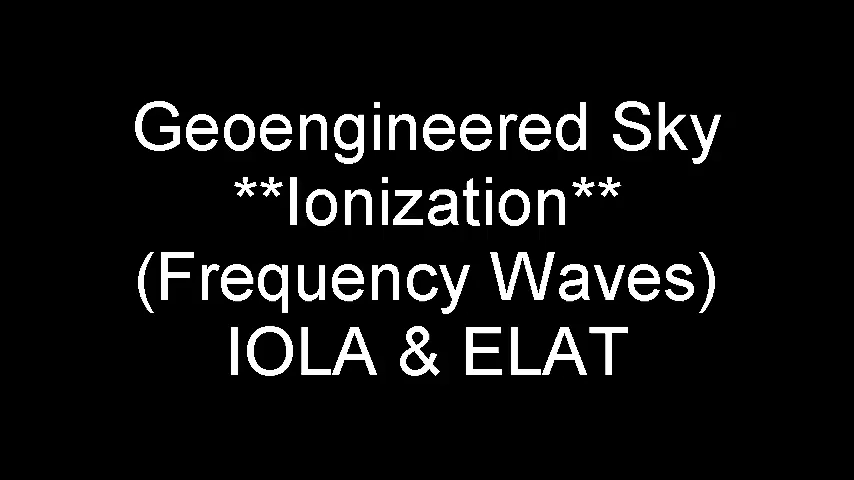 Geoengineered Sky
**Ionization**
(Frequency Waves)
IOLA & ELAT